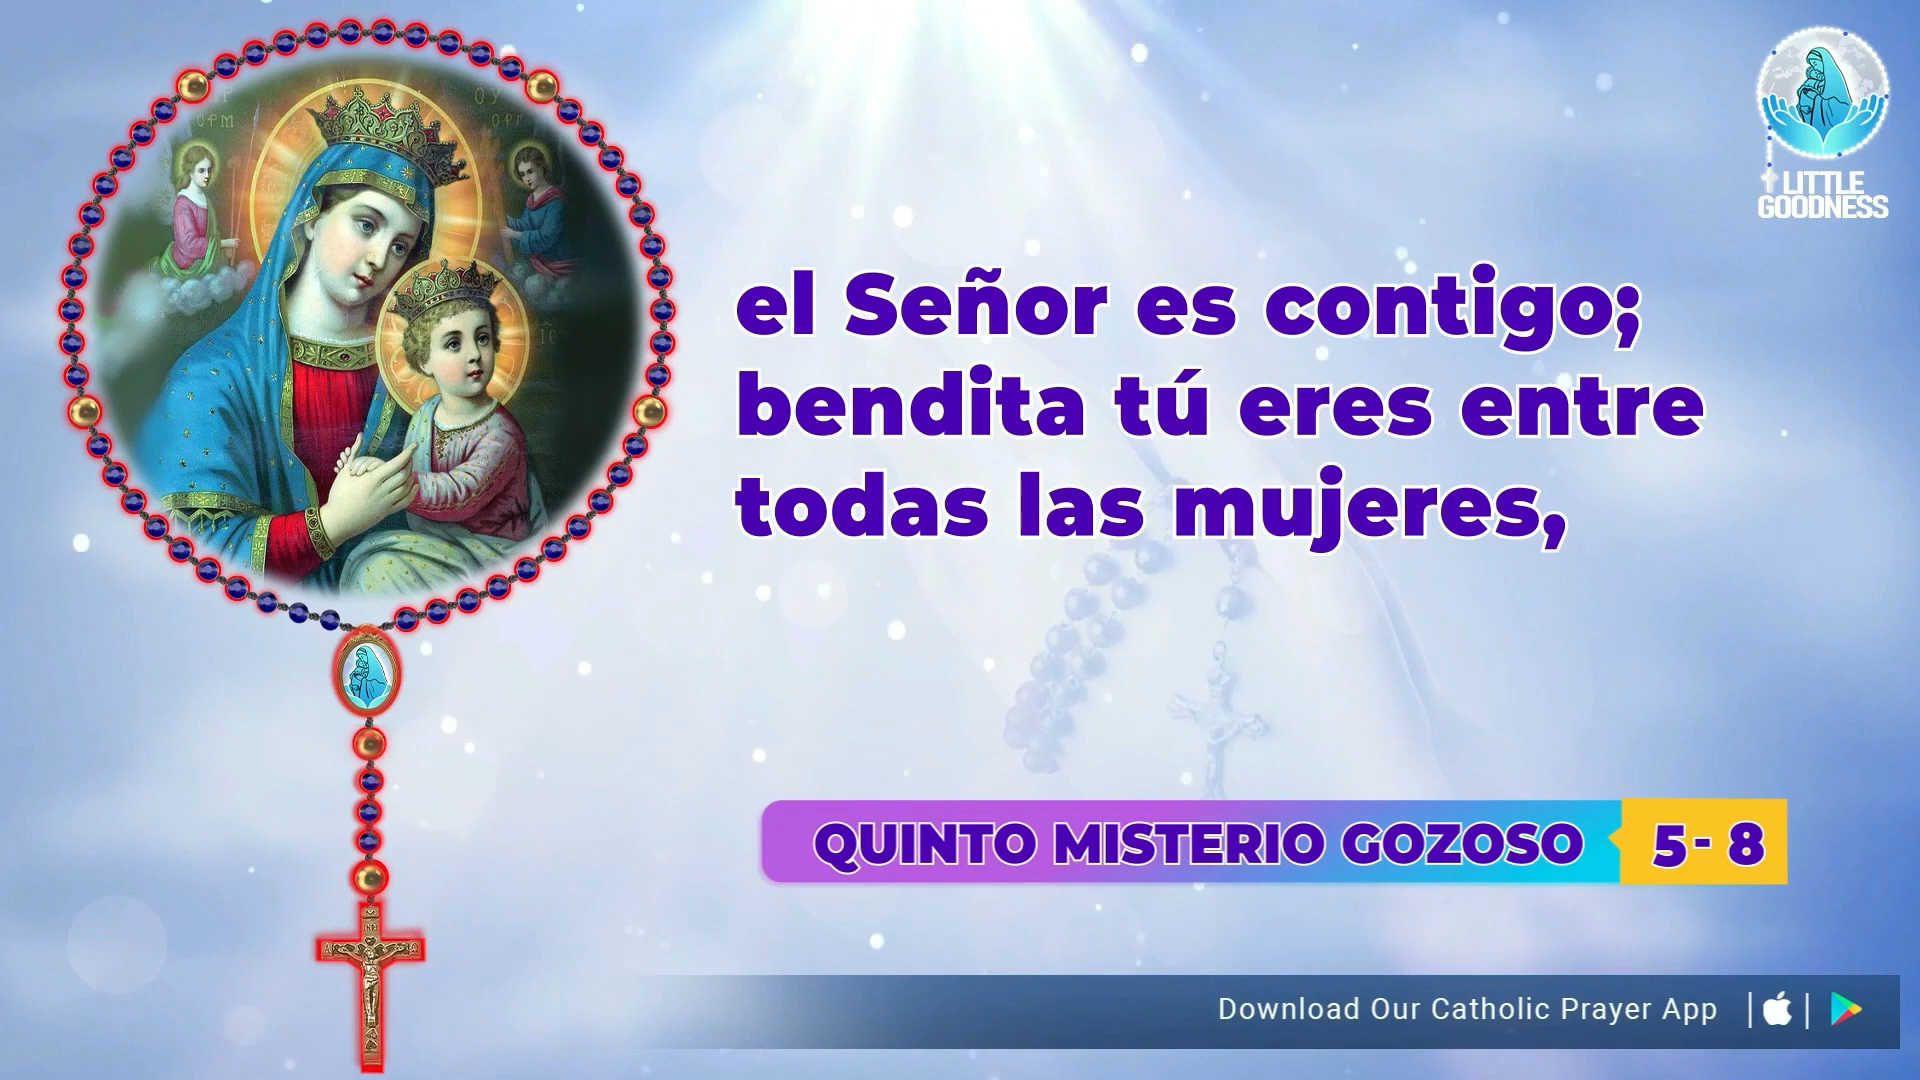 LITTLE
GOODNESS
el Señor es contigo;
bendita tú eres entre
todas las mujeres,
QUINTO MISTERIO GOZOSO 5- 8
Download Our Catholic Prayer App
INRI